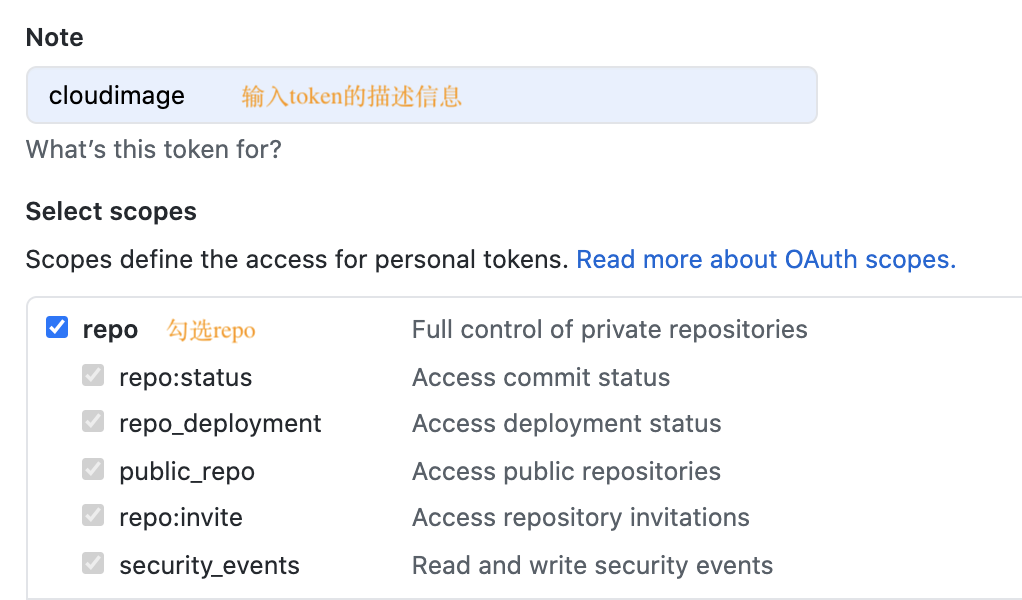 Note
cloudimage 输入token的描述信息
What's this token for?
Select scopes
Scopes define the access for personal tokens. Read more about OAuth scopes.
repo 勾选repo Full control of private repositories
repo:status Access commit status
repo_deployment Access deployment status
public_repo Access public repositories
repo:invite Access repository invitations
security_events Read and write security events